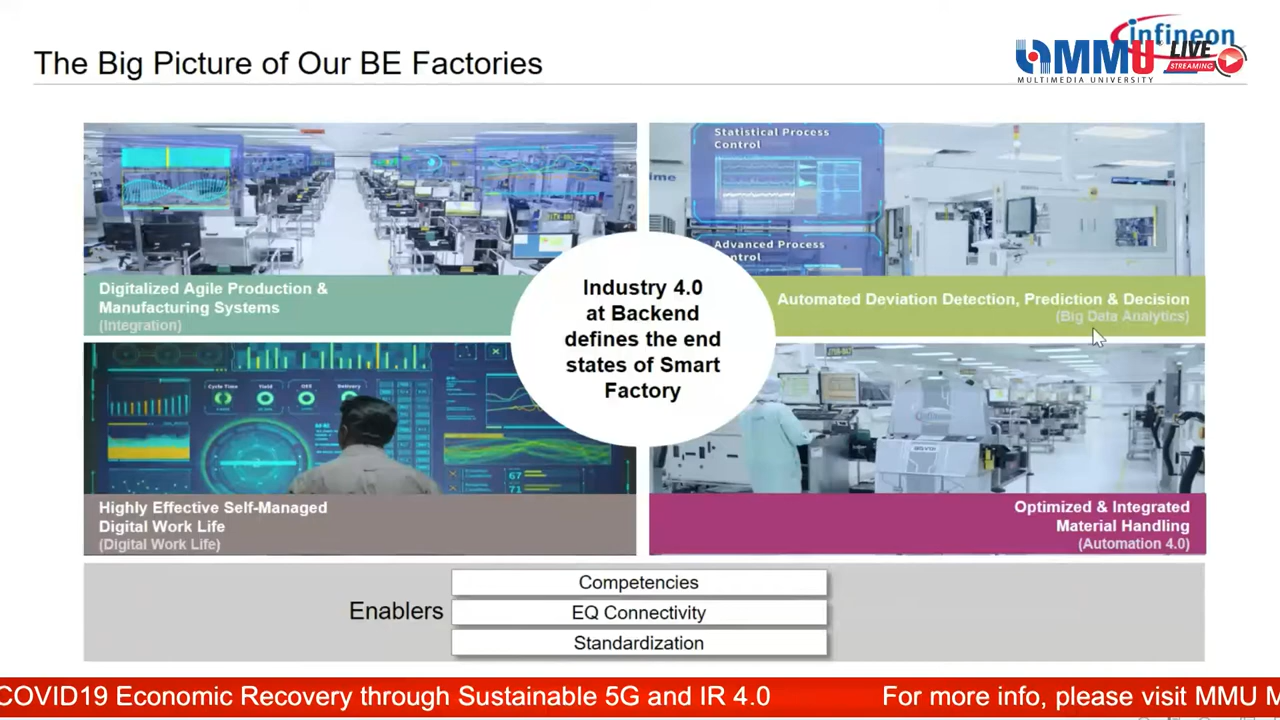 The Big Picture of Our BE Factories
infineon
MMU
MULTIMEDIA UNIVERSITY
LIVE
STREAMING
Statistical Process
Control
Advanced Process
Digitalized Agile Production &
Manufacturing Systems
(Integration)
Automated Deviation Detection, Prediction & Decision
(Big Data Analytics)
Industry 4.0
at Backend
defines the end
states of Smart
Factory
Cycle Time
Yield
OEE
Delivery
67
71
Infineon
Highly Effective Self-Managed
Digital Work Life
(Digital Work Life)
Optimized & Integrated
Material Handling
(Automation 4.0)
Enablers
Competencies
EQ Connectivity
Standardization
COVID19 Economic Recovery through Sustainable 5G and IR 4.0
For more info, please visit MMU M